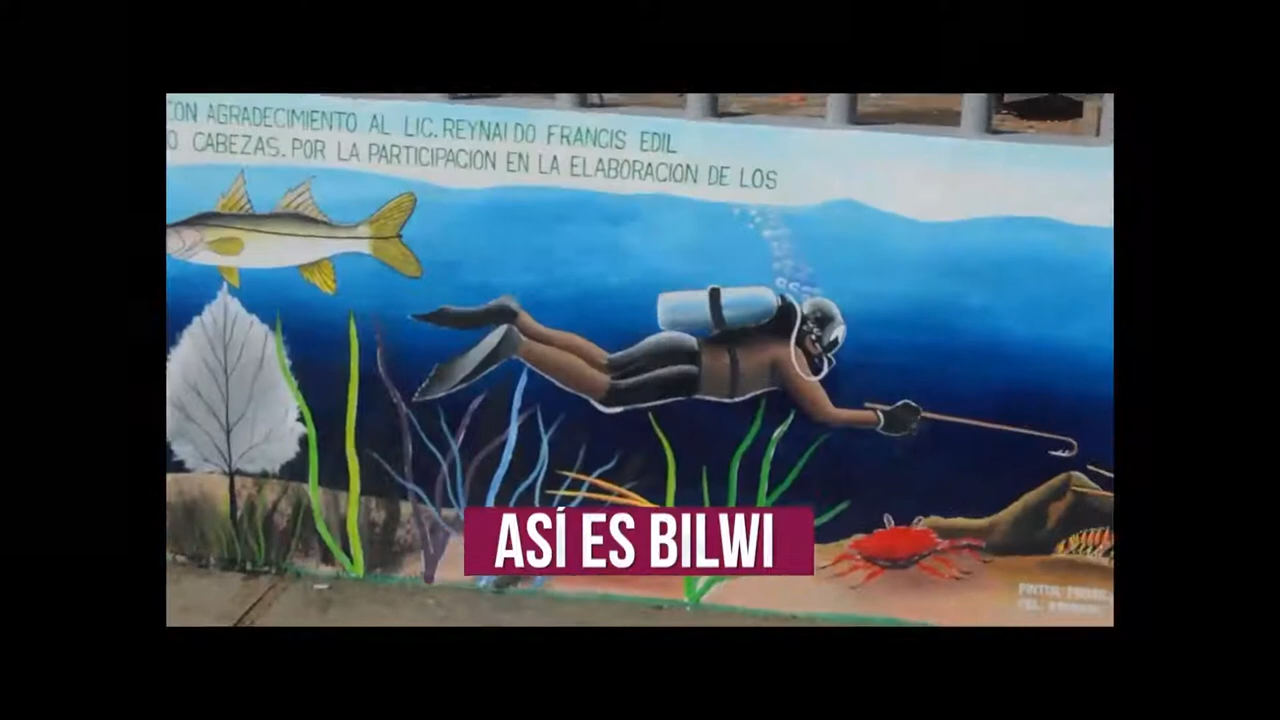 CON AGRADECIMIENTO AL LIC. REYNALDO FRANCIS EDIL
O CABEZAS. POR LA PARTICIPACION EN LA ELABORACION DE LOS
ASÍ ES BILWI